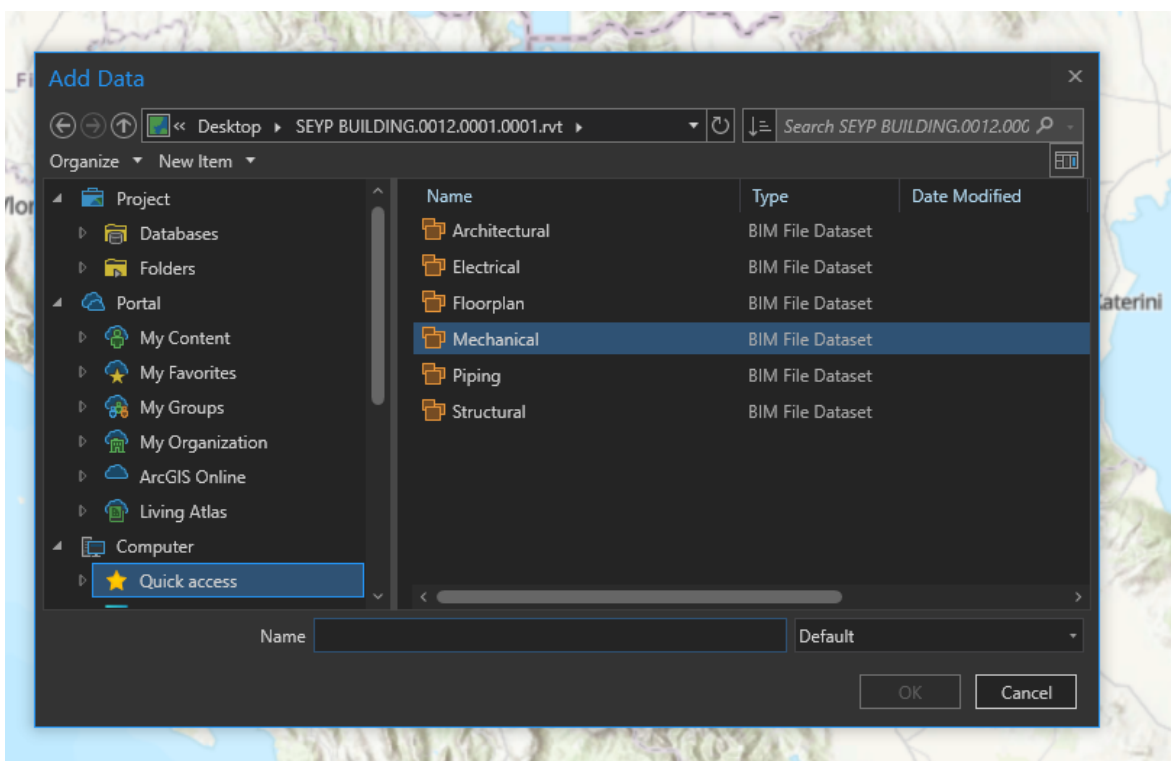 Add Data
« Desktop SEYP BUILDING.0012.0001.0001.rvt
Search SEYP BUILDING.0012.000
Organize New Item
Project
Databases
Folders
Portal
My Content
My Favorites
My Groups
My Organization
ArcGIS Online
Living Atlas
Computer
Quick access
Name Type Date Modified
Architectural BIM File Dataset
Electrical BIM File Dataset
Floorplan BIM File Dataset
Mechanical BIM File Dataset
Piping BIM File Dataset
Structural BIM File Dataset
Name
Default
OK Cancel
aterini